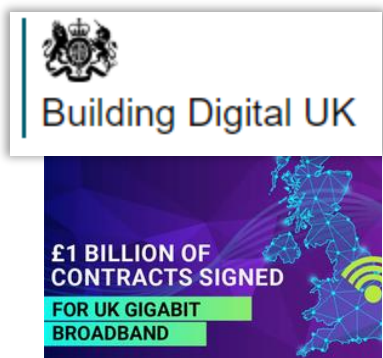 Building Digital UK
£1 BILLION OF
CONTRACTS SIGNED
FOR UK GIGABIT
BROADBAND